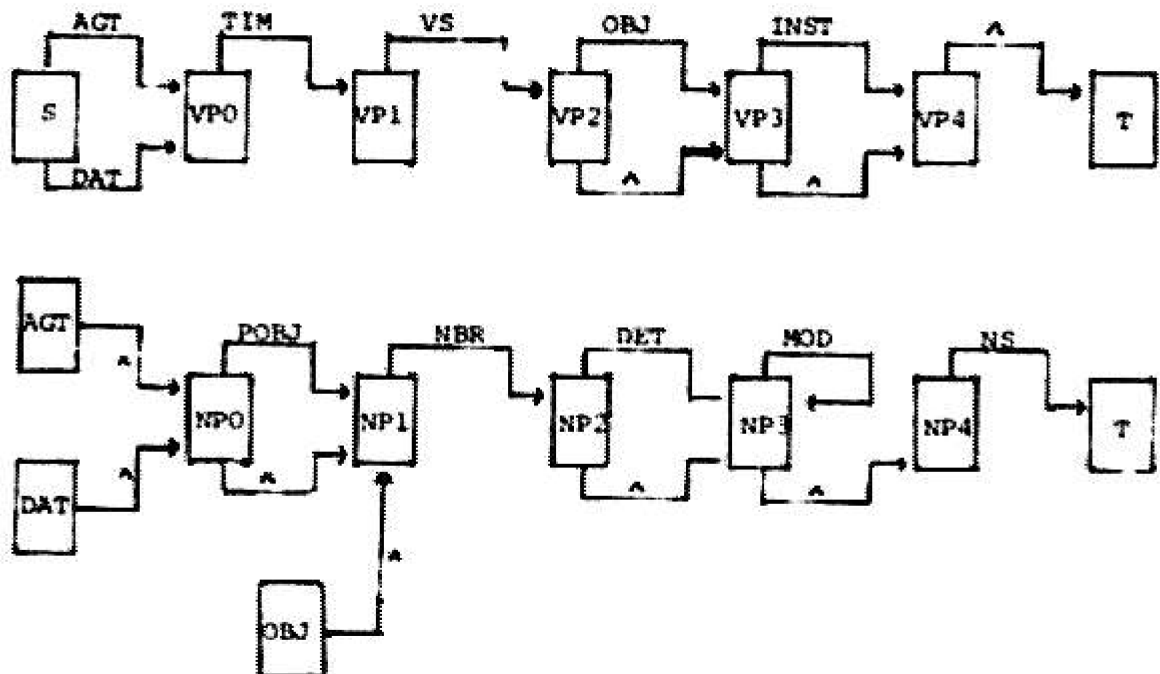 AGT TIM VS OBJ INST ^
S VP0 VP1 VP2 VP3 VP4 T
DAT ^ ^
AGT POBJ NBR DET MOD NS
^
NP0 NP1 NP2 NP3 NP4 T
DAT ^ ^ ^ ^
^
OBJ